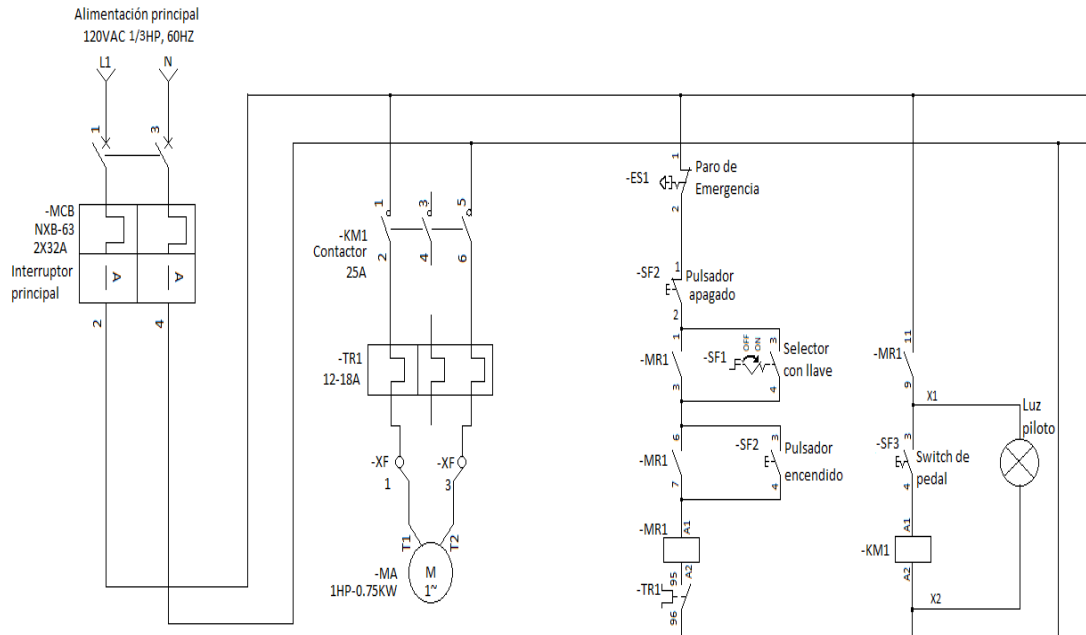 Alimentación principal
120VAC 1/3HP, 60HZ
L1
N
1
3
-MCB
NXB-63
2X32A
Interruptor
principal
A
A
2
4
1
3
5
-KM1
Contactor
25A
2
4
6
-TR1
12-18A
-XF
1
-XF
3
T1
T2
-MA
1HP-0.75KW
M
1~
1
-ES1
Paro de
Emergencia
2
1
-SF2
Pulsador
apagado
2
1
-MR1
3
OFF
ON
3
-SF1
Selector
con llave
4
6
-MR1
7
3
-SF2
Pulsador
encendido
4
-MR1
A1
A2
95
-TR1
96
11
-MR1
9
X1
Luz
piloto
3
-SF3
Switch de
pedal
4
A1
-KM1
A2
X2